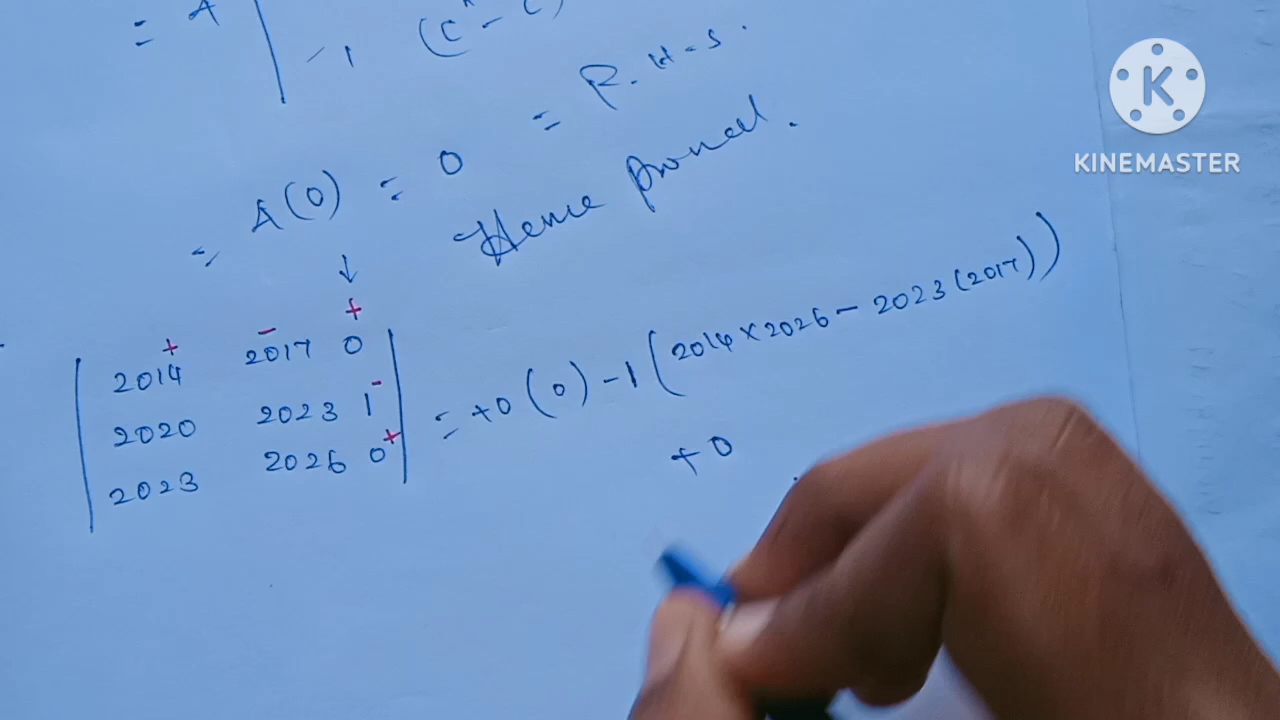 = A
-1
= A(0) = 0 = R.H.S.
Hence proved.
↓
+ - +
2014 2017 0
2020 2023 1 -
2023 2026 0 +
= +0 (0) -1 (2014 × 2026 - 2023 (2017))
+0
KINEMASTER